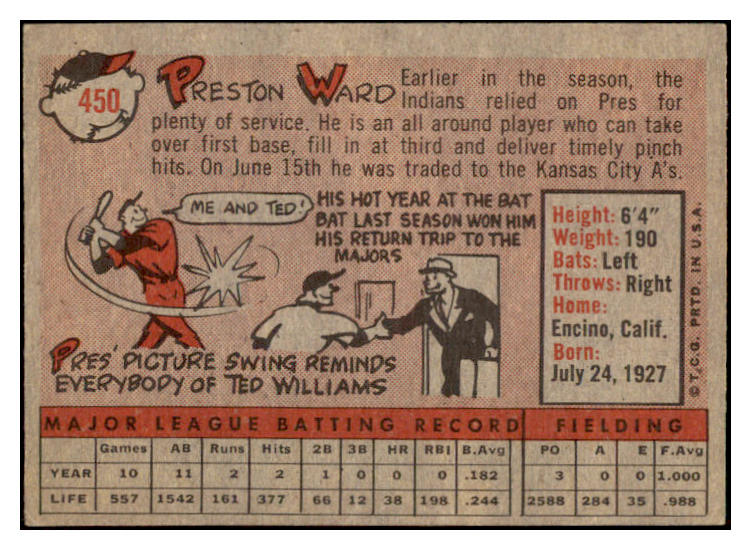 450
PRESTON WARD
Earlier in the season, the
Indians relied on Pres for
plenty of service. He is an all around player who can take
over first base, fill in at third and deliver timely pinch
hits. On June 15th he was traded to the Kansas City A's.
ME AND TED!
HIS HOT YEAR AT THE BAT
BAT LAST SEASON WON HIM
HIS RETURN TRIP TO THE
MAJORS
PRES' PICTURE SWING REMINDS
EVERYBODY OF TED WILLIAMS
Height: 6'4"
Weight: 190
Bats: Left
Throws: Right
Home:
Encino, Calif.
Born:
July 24, 1927
© T.C.G. PRTD. IN U.S.A.
MAJOR LEAGUE BATTING RECORD FIELDING
Games AB Runs Hits 2B 3B HR RBI B.Avg PO A E F.Avg
YEAR 10 11 2 2 1 0 0 0 .182 3 0 0 1.000
LIFE 557 1542 161 377 66 12 38 198 .244 2588 284 35 .988